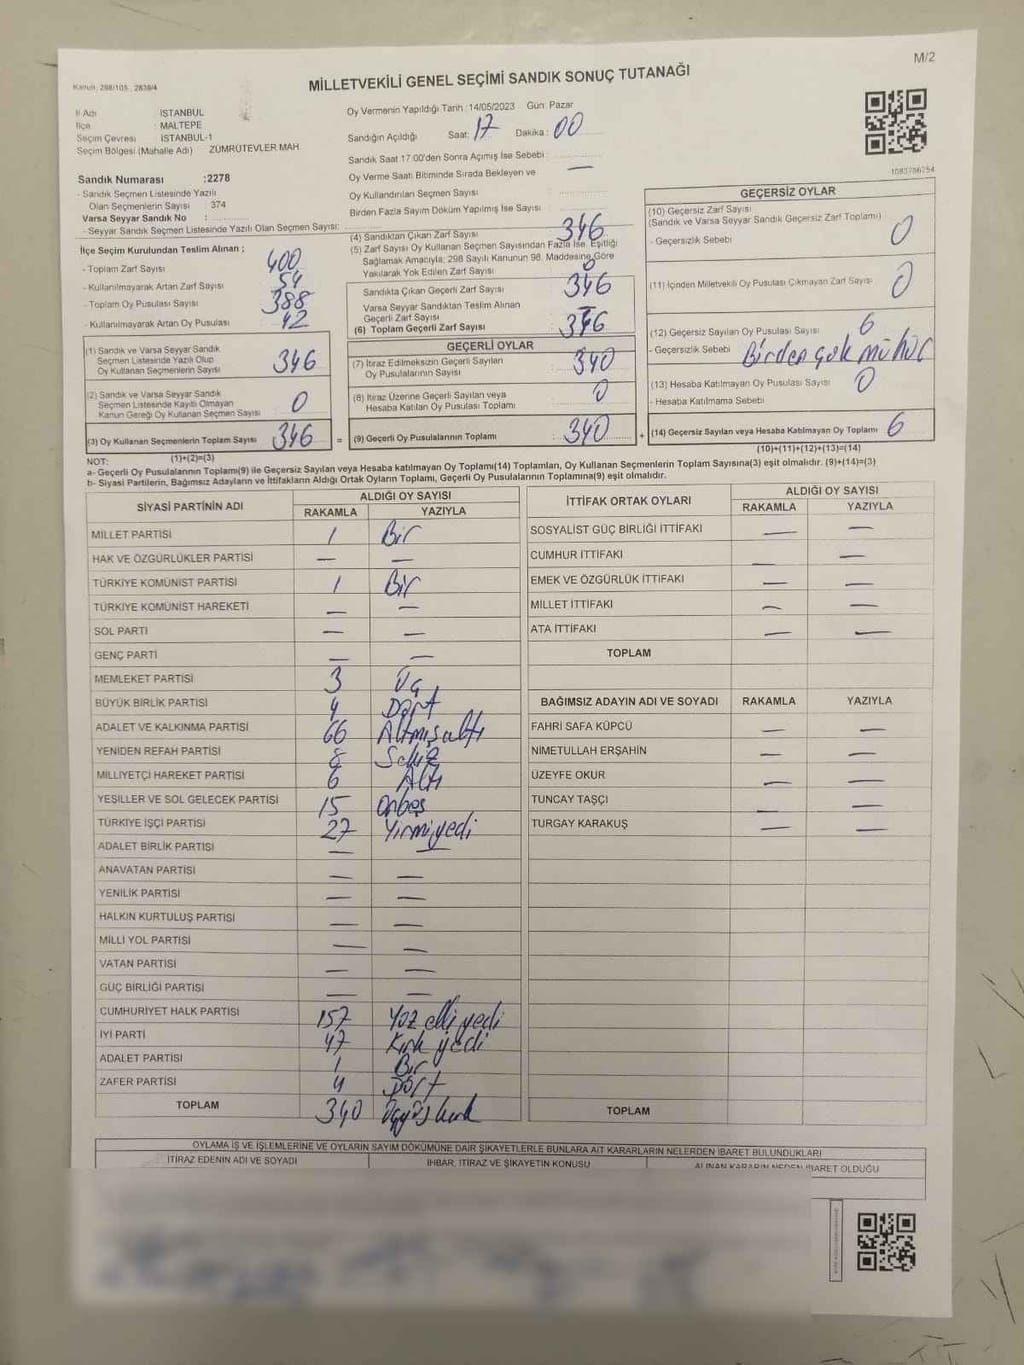 M/2
Kanun: 298/105, 2839/4
MİLLETVEKİLİ GENEL SEÇİMİ SANDIK SONUÇ TUTANAĞI
İl Adı : İSTANBUL
İlçe : MALTEPE
Seçim Çevresi : İSTANBUL-1
Seçim Bölgesi (Mahalle Adı) : ZÜMRÜTEVLER MAH
Oy Vermenin Yapıldığı Tarih :14/05/2023 Gün: Pazar
Sandığın Açıldığı Saat: 17 Dakika: 00
Sandık Saat 17:00'den Sonra Açılmış İse Sebebi :
Oy Verme Saati Bitiminde Sırada Bekleyen ve
Oy Kullandırılan Seçmen Sayısı : —
Birden Fazla Sayım Döküm Yapılmış İse Sayısı :
1083786254
Sandık Numarası :2278
- Sandık Seçmen Listesinde Yazılı
Olan Seçmenlerin Sayısı : 374
Varsa Seyyar Sandık No :
- Seyyar Sandık Seçmen Listesinde Yazılı Olan Seçmen Sayısı:
İlçe Seçim Kurulundan Teslim Alınan ;
- Toplam Zarf Sayısı : 400
- Kullanılmayarak Artan Zarf Sayısı : 54
- Toplam Oy Pusulası Sayısı : 388
- Kullanılmayarak Artan Oy Pusulası : 42
(1) Sandık ve Varsa Seyyar Sandık
Seçmen Listesinde Yazılı Olup
Oy Kullanan Seçmenlerin Sayısı : 346
(2) Sandık ve Varsa Seyyar Sandık
Seçmen Listesinde Kayıtlı Olmayan
Kanun Gereği Oy Kullanan Seçmen Sayısı : 0
(3) Oy Kullanan Seçmenlerin Toplam Sayısı : 346 =
(1)+(2)=(3)
(4) Sandıktan Çıkan Zarf Sayısı : 346
(5) Zarf Sayısı Oy Kullanan Seçmen Sayısından Fazla İse, Eşitliği
Sağlamak Amacıyla; 298 Sayılı Kanunun 98. Maddesine Göre
Yakılarak Yok Edilen Zarf Sayısı : 0
Sandıkta Çıkan Geçerli Zarf Sayısı : 346
Varsa Seyyar Sandıktan Teslim Alınan
Geçerli Zarf Sayısı : —
(6) Toplam Geçerli Zarf Sayısı : 346
GEÇERLİ OYLAR
(7) İtiraz Edilmeksizin Geçerli Sayılan
Oy Pusulalarının Sayısı : 340
(8) İtiraz Üzerine Geçerli Sayılan veya
Hesaba Katılan Oy Pusulası Toplamı : 0
(9) Geçerli Oy Pusulalarının Toplamı : 340 +
GEÇERSİZ OYLAR
(10) Geçersiz Zarf Sayısı
(Sandık ve Varsa Seyyar Sandık Geçersiz Zarf Toplamı) : 0
- Geçersizlik Sebebi
(11) İçinden Milletvekili Oy Pusulası Çıkmayan Zarf Sayısı : 0
(12) Geçersiz Sayılan Oy Pusulası Sayısı : 6
- Geçersizlik Sebebi : Birden çok mühür
(13) Hesaba Katılmayan Oy Pusulası Sayısı : 0
- Hesaba Katılmama Sebebi
(14) Geçersiz Sayılan veya Hesaba Katılmayan Oy Toplamı : 6
(10)+(11)+(12)+(13)=(14)
NOT:
a- Geçerli Oy Pusulalarının Toplamı(9) ile Geçersiz Sayılan veya Hesaba katılmayan Oy Toplamı(14) Toplamları, Oy Kullanan Seçmenlerin Toplam Sayısına(3) eşit olmalıdır. (9)+(14)=(3)
b- Siyasi Partilerin, Bağımsız Adayların ve İttifakların Aldığı Ortak Oyların Toplamı, Geçerli Oy Pusulalarının Toplamına(9) eşit olmalıdır.
SİYASİ PARTİNİN ADI ALDIĞI OY SAYISI
RAKAMLA YAZIYLA
MİLLET PARTİSİ 1 Bir
HAK VE ÖZGÜRLÜKLER PARTİSİ — —
TÜRKİYE KOMÜNİST PARTİSİ 1 Bir
TÜRKİYE KOMÜNİST HAREKETİ — —
SOL PARTİ — —
GENÇ PARTİ — —
MEMLEKET PARTİSİ 3 Üç
BÜYÜK BİRLİK PARTİSİ 4 Dört
ADALET VE KALKINMA PARTİSİ 66 Altmışaltı
YENİDEN REFAH PARTİSİ 8 Sekiz
MİLLİYETÇİ HAREKET PARTİSİ 6 Altı
YEŞİLLER VE SOL GELECEK PARTİSİ 15 Onbeş
TÜRKİYE İŞÇİ PARTİSİ 27 Yirmiyedi
ADALET BİRLİK PARTİSİ — —
ANAVATAN PARTİSİ — —
YENİLİK PARTİSİ — —
HALKIN KURTULUŞ PARTİSİ — —
MİLLİ YOL PARTİSİ — —
VATAN PARTİSİ — —
GÜÇ BİRLİĞİ PARTİSİ — —
CUMHURİYET HALK PARTİSİ 157 Yüz elli yedi
İYİ PARTİ 47 Kırk yedi
ADALET PARTİSİ 1 Bir
ZAFER PARTİSİ 4 Dört
TOPLAM 340 Üçyüz kırk
İTTİFAK ORTAK OYLARI ALDIĞI OY SAYISI
RAKAMLA YAZIYLA
SOSYALİST GÜÇ BİRLİĞİ İTTİFAKI — —
CUMHUR İTTİFAKI — —
EMEK VE ÖZGÜRLÜK İTTİFAKI — —
MİLLET İTTİFAKI — —
ATA İTTİFAKI — —
TOPLAM
BAĞIMSIZ ADAYIN ADI VE SOYADI RAKAMLA YAZIYLA
FAHRİ SAFA KÜPCÜ — —
NİMETULLAH ERŞAHİN — —
ÜZEYFE OKUR — —
TUNCAY TAŞÇI — —
TURGAY KARAKUŞ — —
TOPLAM
OYLAMA İŞ VE İŞLEMLERİNE VE OYLARIN SAYIM DÖKÜMÜNE DAİR ŞİKAYETLERLE BUNLARA AİT KARARLARIN NELERDEN İBARET BULUNDUKLARI
İTİRAZ EDENİN ADI VE SOYADI İHBAR, İTİRAZ VE ŞİKAYETİN KONUSU ALINAN KARARIN NEDEN İBARET OLDUĞU